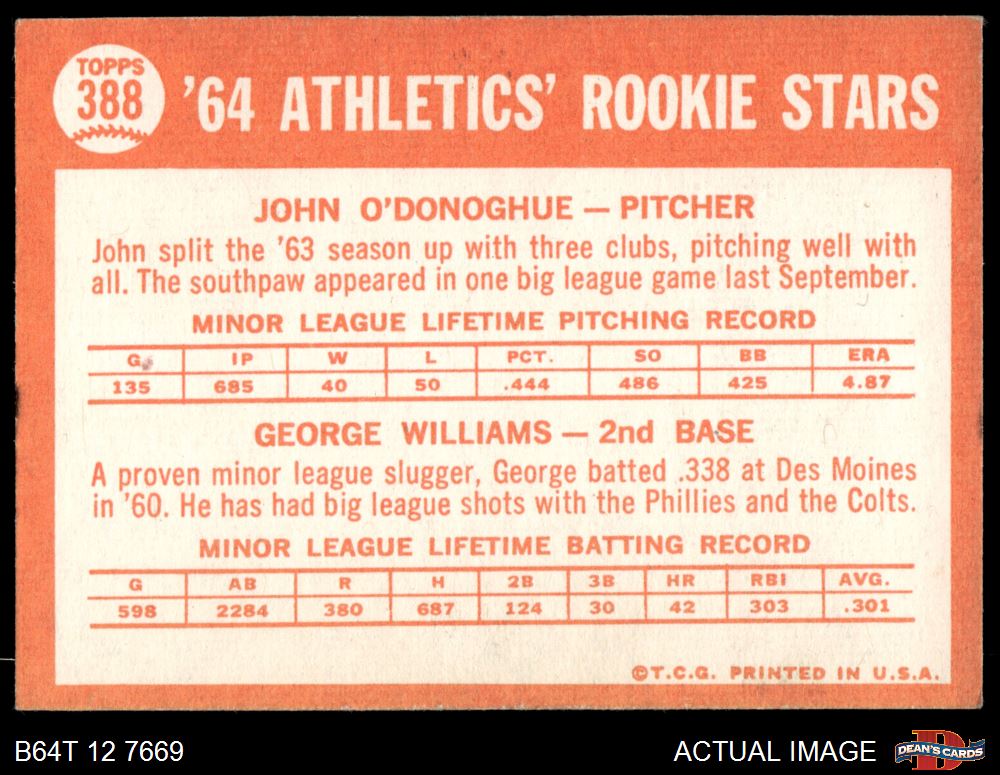 TOPPS
388
'64 ATHLETICS' ROOKIE STARS
JOHN O'DONOGHUE — PITCHER
John split the '63 season up with three clubs, pitching well with
all. The southpaw appeared in one big league game last September.
MINOR LEAGUE LIFETIME PITCHING RECORD
G IP W L PCT. SO BB ERA
135 685 40 50 .444 486 425 4.87
GEORGE WILLIAMS — 2nd BASE
A proven minor league slugger, George batted .338 at Des Moines
in '60. He has had big league shots with the Phillies and the Colts.
MINOR LEAGUE LIFETIME BATTING RECORD
G AB R H 2B 3B HR RBI AVG.
598 2284 380 687 124 30 42 303 .301
©T.C.G. PRINTED IN U.S.A.
B64T 12 7669
ACTUAL IMAGE
DEAN'S CARDS